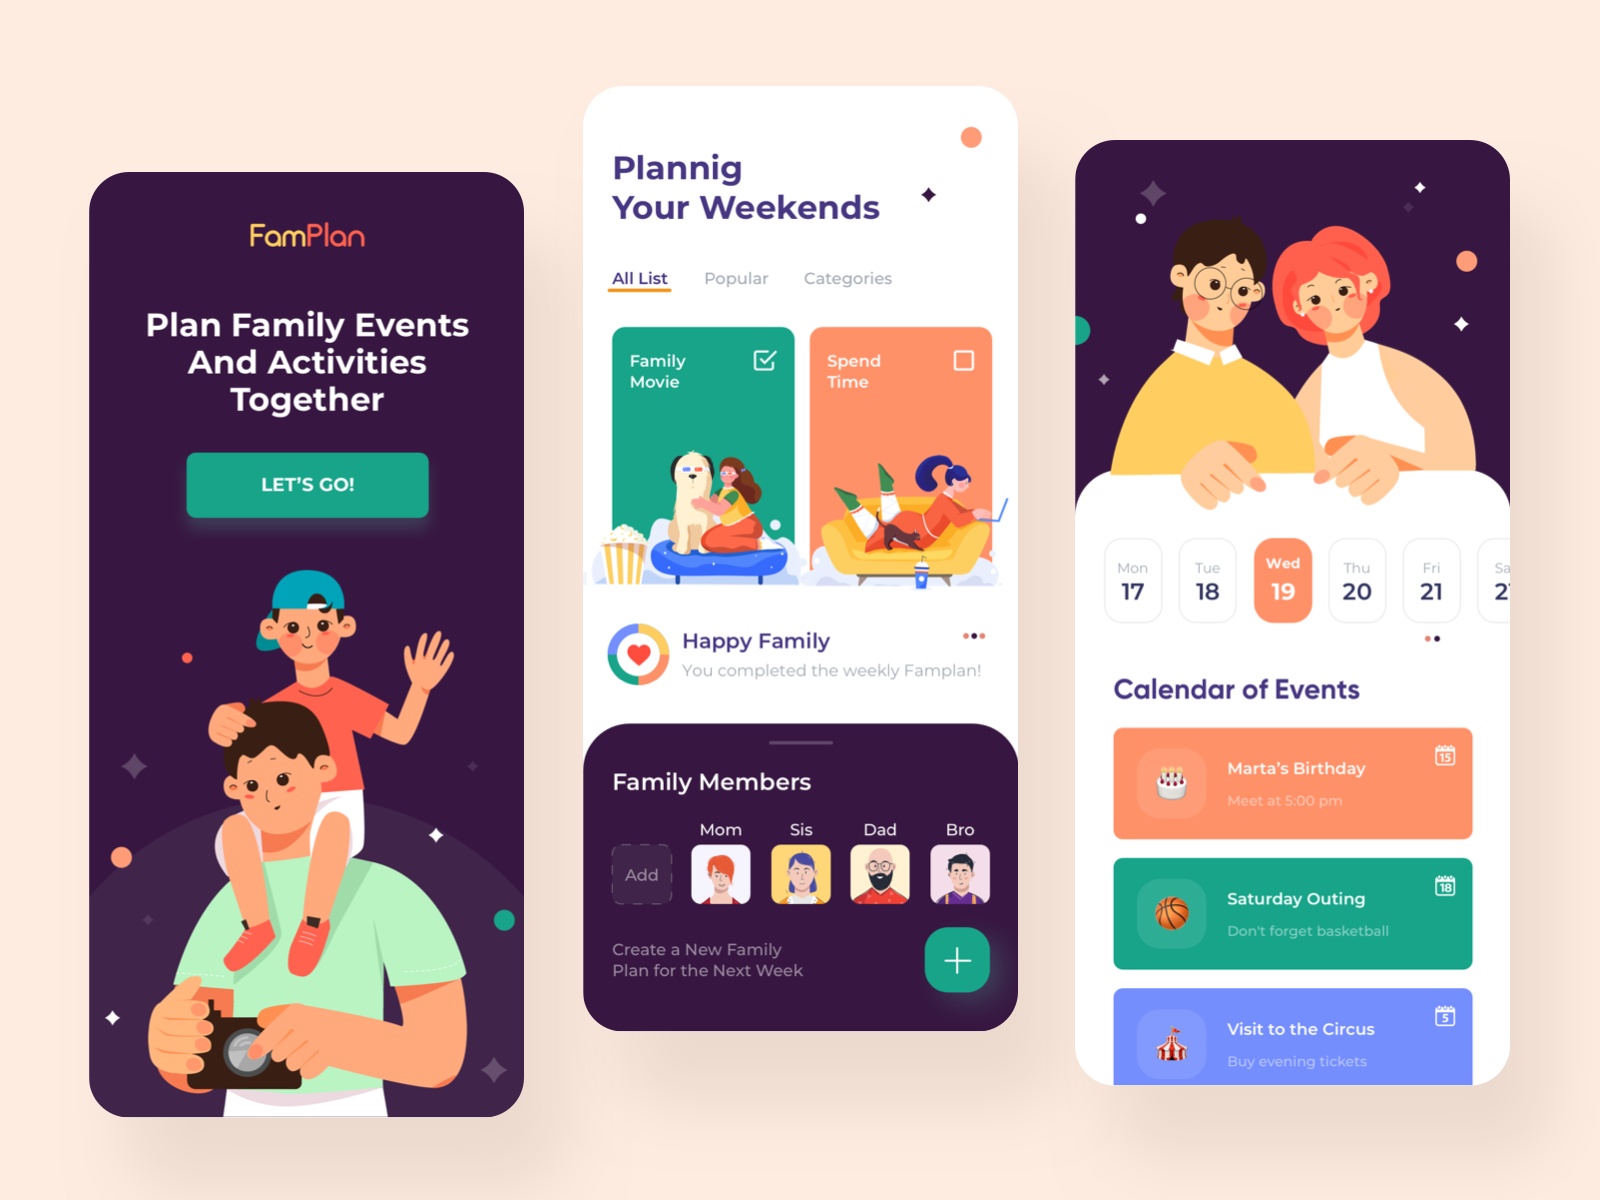 FamPlan
Plan Family Events
And Activities
Together
LET'S GO!
Plannig
Your Weekends
All List
Popular
Categories
Family
Movie
Spend
Time
Happy Family
You completed the weekly Famplan!
Family Members
Add
Mom
Sis
Dad
Bro
Create a New Family
Plan for the Next Week
Mon
17
Tue
18
Wed
19
Thu
20
Fri
21
Calendar of Events
Marta's Birthday
Meet at 5:00 pm
15
Saturday Outing
Don't forget basketball
18
Visit to the Circus
Buy evening tickets
5